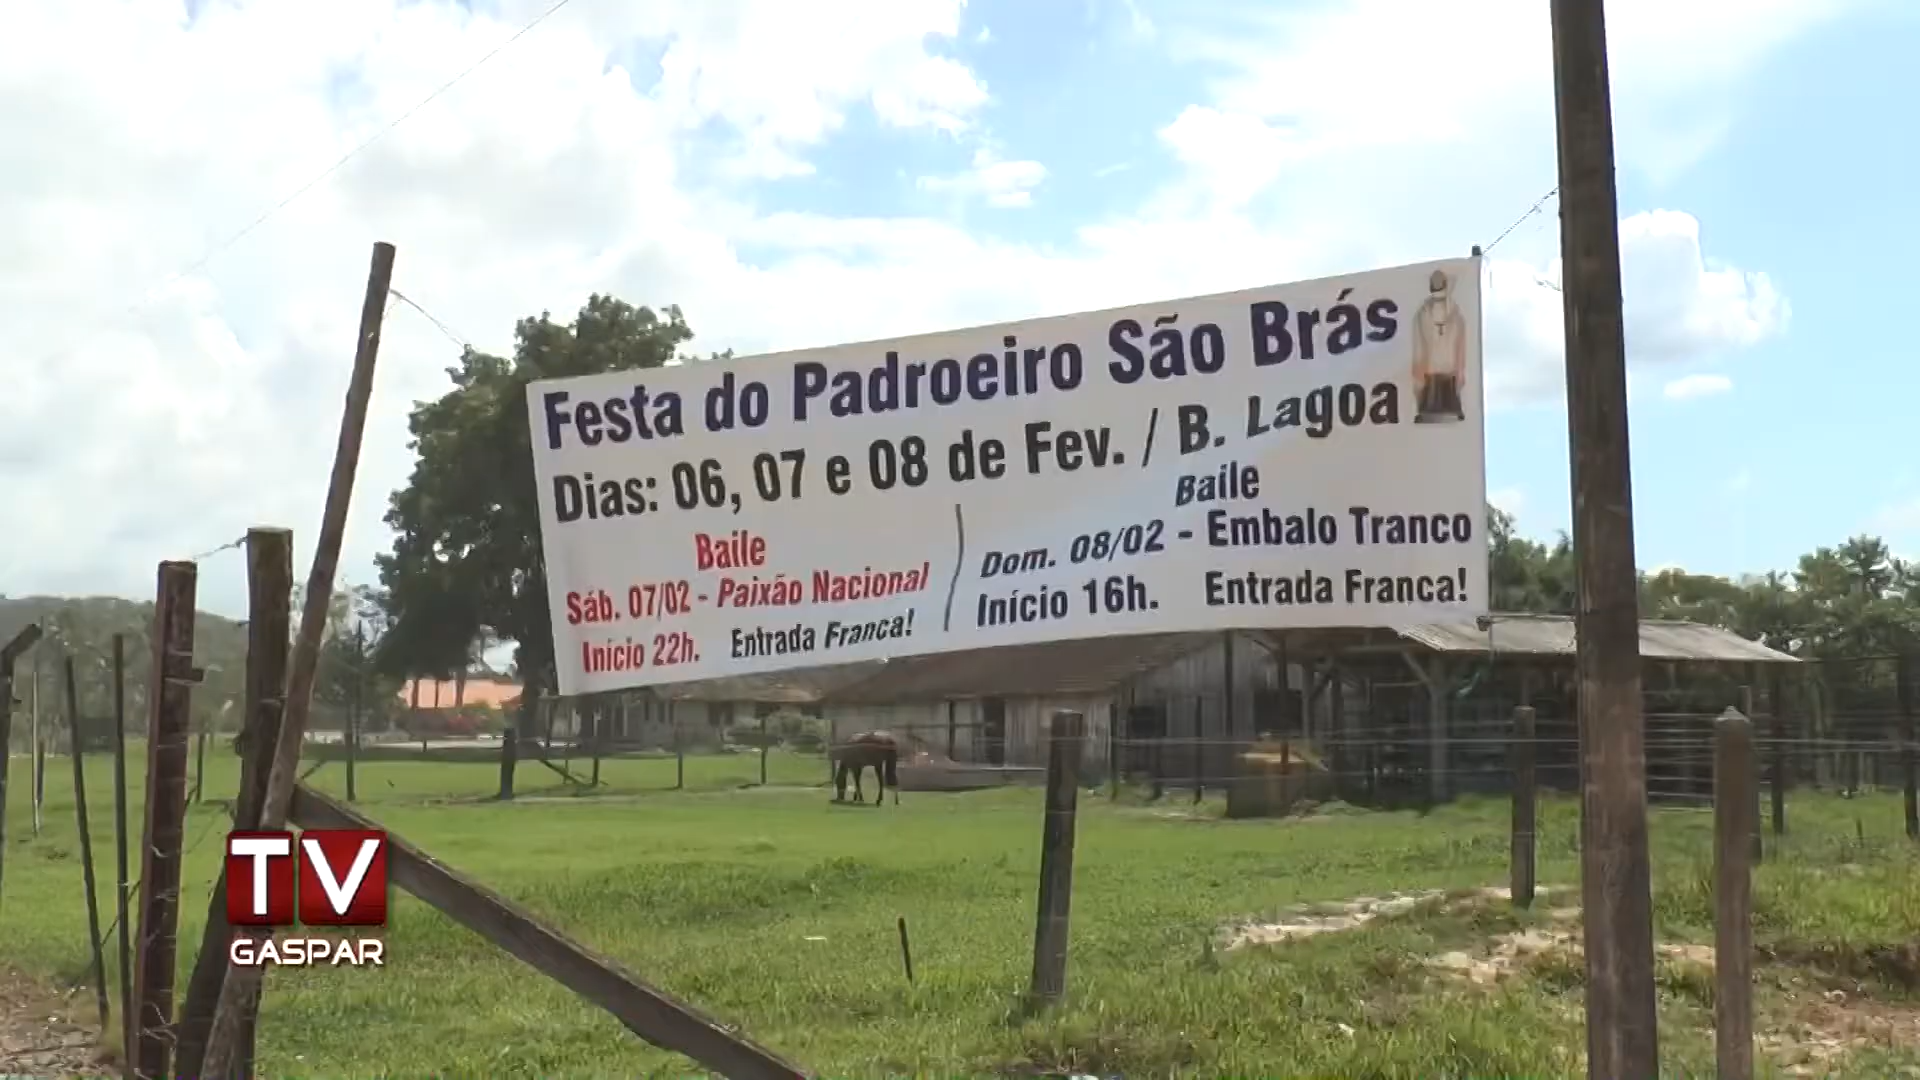 Festa do Padroeiro São Brás
Dias: 06, 07 e 08 de Fev. / B. Lagoa
Baile
Sáb. 07/02 - Paixão Nacional
Início 22h. Entrada Franca!
Baile
Dom. 08/02 - Embalo Tranco
Início 16h. Entrada Franca!
TV
GASPAR